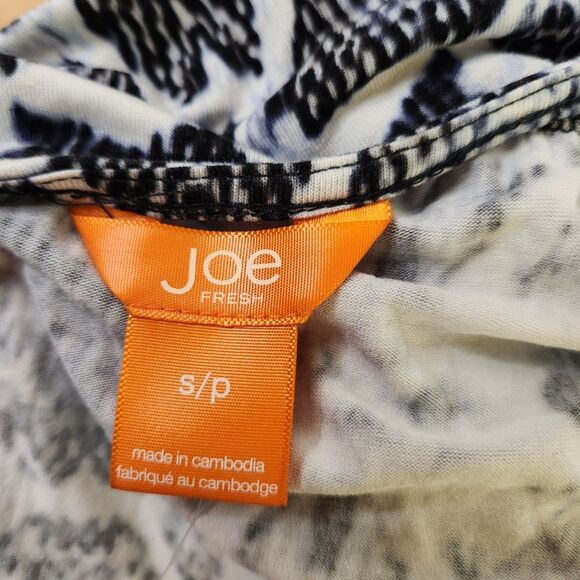 Joe
FRESH
s/p
made in cambodia
fabriqué au cambodge